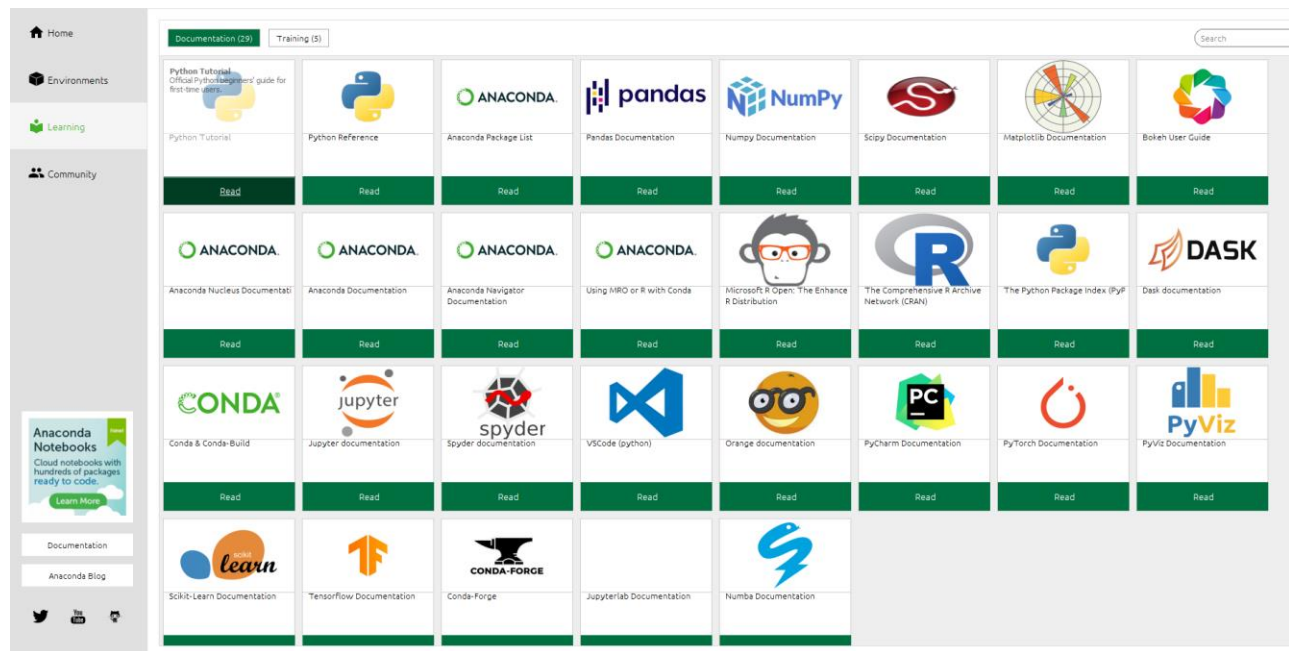 Home
Environments
Learning
Community
Anaconda
Notebooks
New!
Cloud notebooks with
hundreds of packages
ready to code.
Learn More
Documentation
Anaconda Blog
You
Tube
Documentation (29)
Training (5)
Search
Python Tutorial
Official Python beginners' guide for
first-time users.
Python Tutorial
Read
Python Reference
Read
ANACONDA.
Anaconda Package List
Read
pandas
Pandas Documentation
Read
NumPy
Numpy Documentation
Read
Scipy Documentation
Read
Matplotlib Documentation
Read
Bokeh User Guide
Read
ANACONDA.
Anaconda Nucleus Documentati
Read
ANACONDA.
Anaconda Documentation
Read
ANACONDA.
Anaconda Navigator
Documentation
Read
ANACONDA.
Using MRO or R with Conda
Read
Microsoft R Open: The Enhance
R Distribution
Read
R
The Comprehensive R Archive
Network (CRAN)
Read
The Python Package Index (PyP
Read
DASK
Dask documentation
Read
CONDA
Conda & Conda-Build
Read
jupyter
Jupyter documentation
Read
spyder
Spyder documentation
Read
VSCode (python)
Read
Orange documentation
Read
PC
PyCharm Documentation
Read
PyTorch Documentation
Read
PyViz
PyViz Documentation
Read
scikit
learn
Scikit-Learn Documentation
Tensorflow Documentation
CONDA-FORGE
Conda-Forge
Jupyterlab Documentation
Numba Documentation